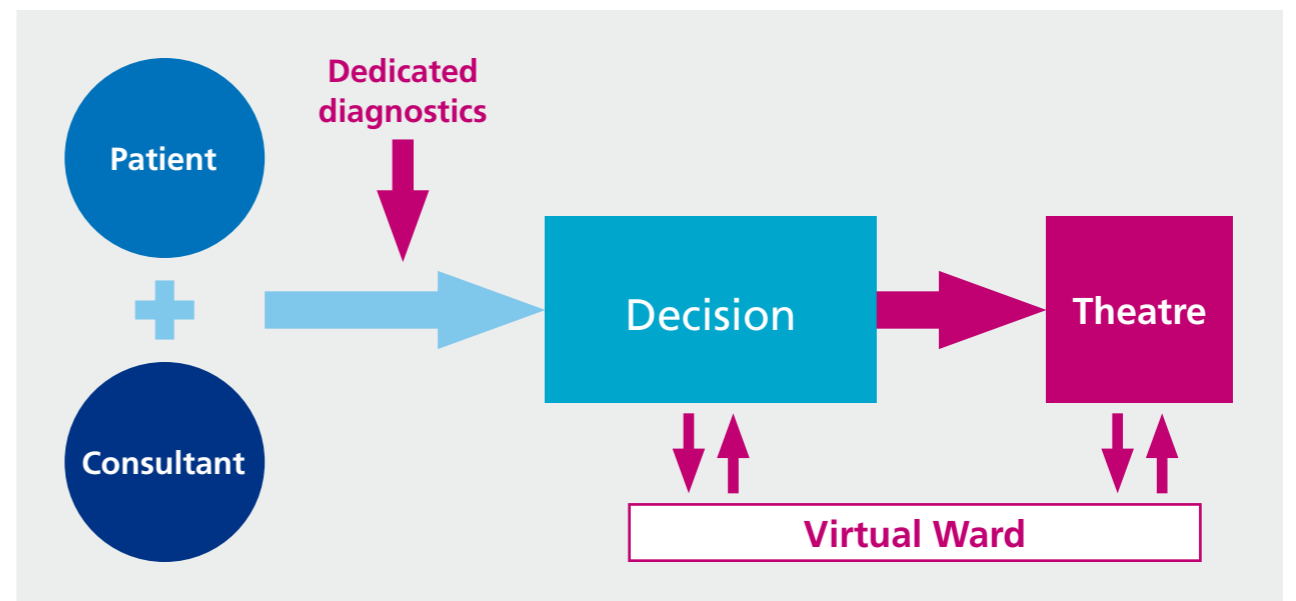 Dedicated
diagnostics
Patient
Consultant
Decision
Theatre
Virtual Ward